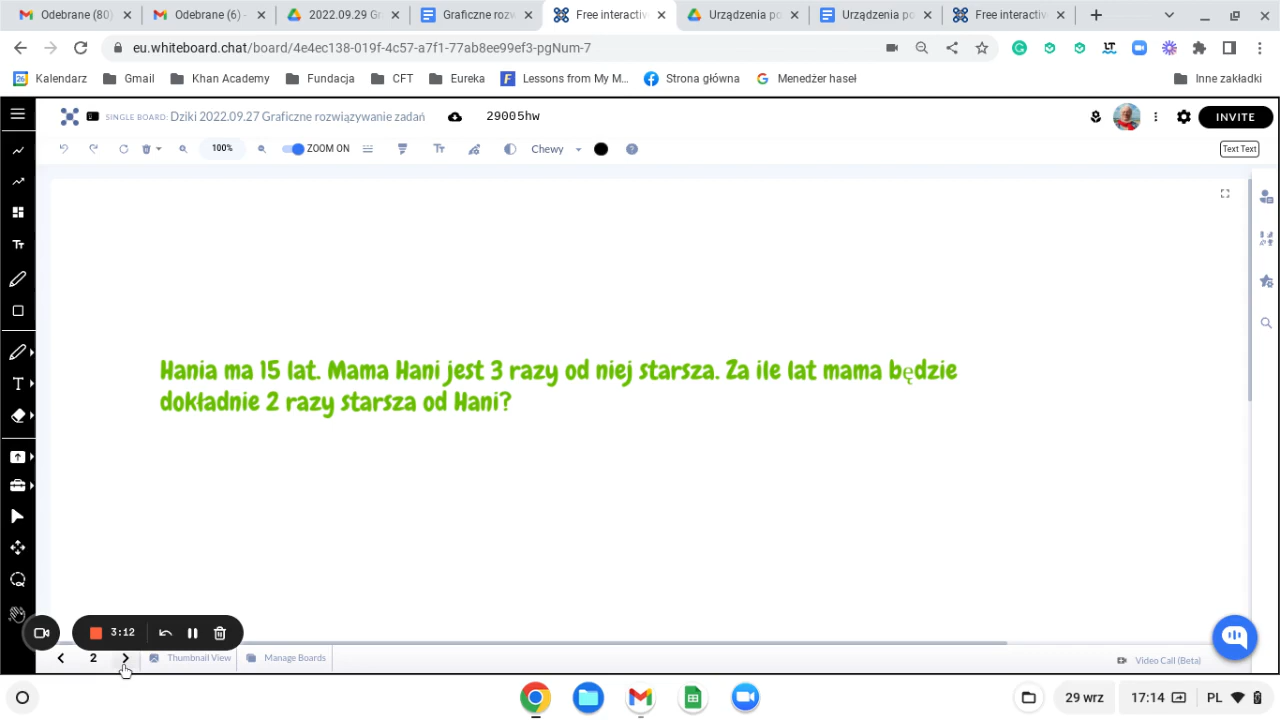 Odebrane (80)
Odebrane (6) -
2022.09.29 Gr
Graficzne rozw
Free interactiv
Urządzenia po
Urządzenia po
Free interactiv
eu.whiteboard.chat/board/4e4ec138-019f-4c57-a7f1-77ab8ee99ef3-pgNum-7
Kalendarz
Gmail
Khan Academy
Fundacja
CFT
Eureka
Lessons from My M...
Strona główna
Menedżer haseł
Inne zakładki
SINGLE BOARD: Dziki 2022.09.27 Graficzne rozwiązywanie zadań
29005hw
INVITE
100%
ZOOM ON
Chewy
Text Text
Hania ma 15 lat. Mama Hani jest 3 razy od niej starsza. Za ile lat mama będzie
dokładnie 2 razy starsza od Hani?
3:12
2
Thumbnail View
Manage Boards
Video Call (Beta)
29 wrz
17:14
PL